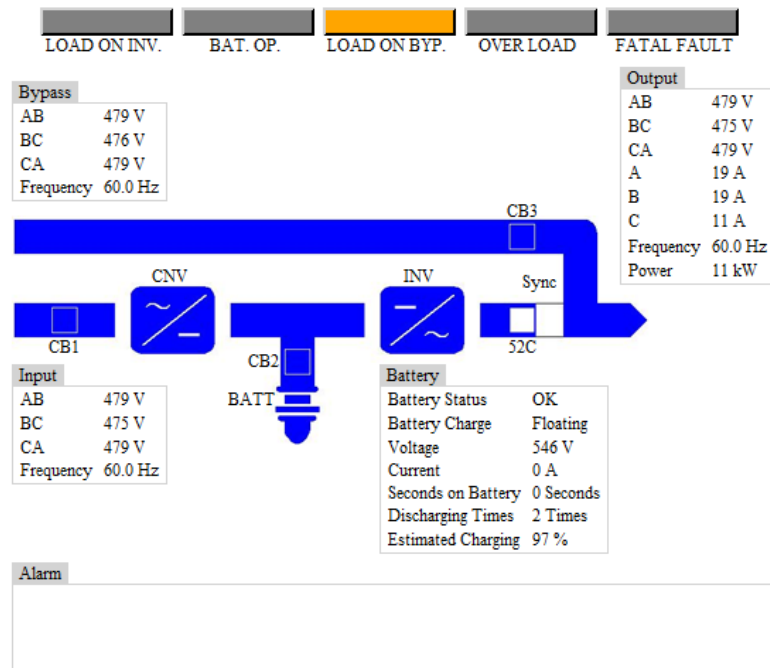 LOAD ON INV. BAT. OP. LOAD ON BYP. OVER LOAD FATAL FAULT
Bypass
AB 479 V
BC 476 V
CA 479 V
Frequency 60.0 Hz
Output
AB 479 V
BC 475 V
CA 479 V
A 19 A
B 19 A
C 11 A
Frequency 60.0 Hz
Power 11 kW
CB3
CNV
INV
Sync
CB1
CB2
52C
BATT
Input
AB 479 V
BC 475 V
CA 479 V
Frequency 60.0 Hz
Battery
Battery Status OK
Battery Charge Floating
Voltage 546 V
Current 0 A
Seconds on Battery 0 Seconds
Discharging Times 2 Times
Estimated Charging 97 %
Alarm